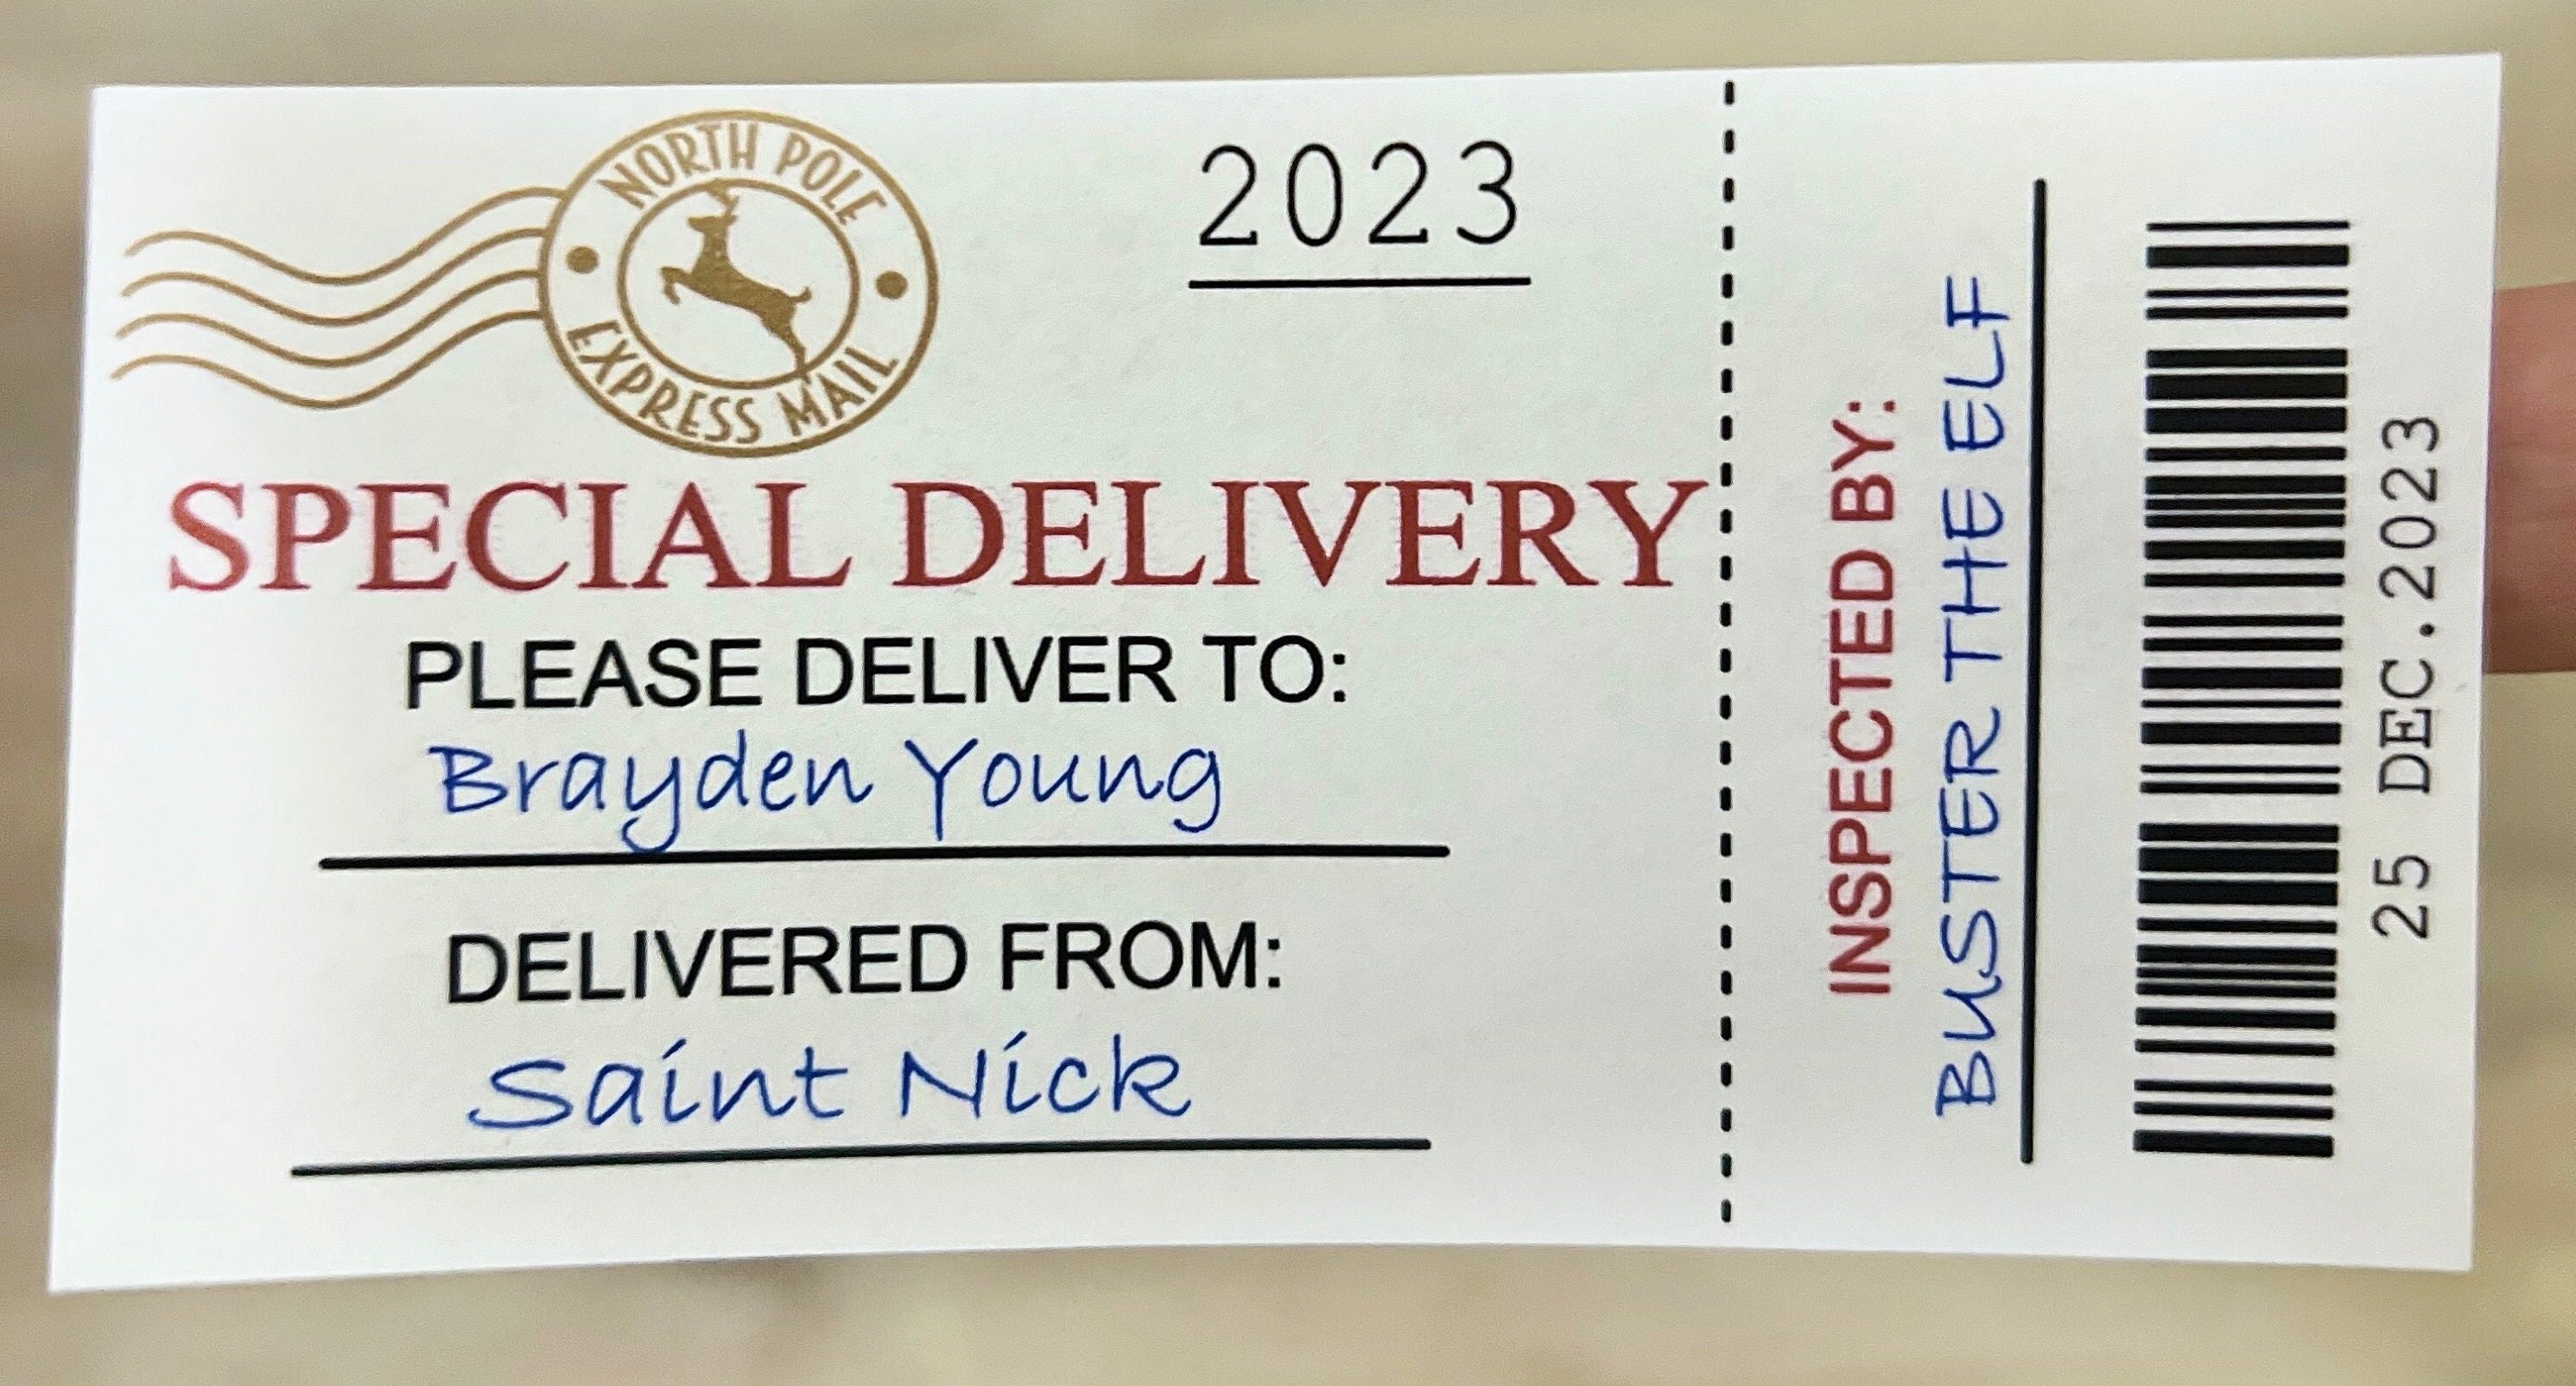 NORTH POLE
EXPRESS MAIL
2023
SPECIAL DELIVERY
PLEASE DELIVER TO:
Brayden Young
DELIVERED FROM:
Saint Nick
INSPECTED BY:
BUSTER THE ELF
25 DEC.2023